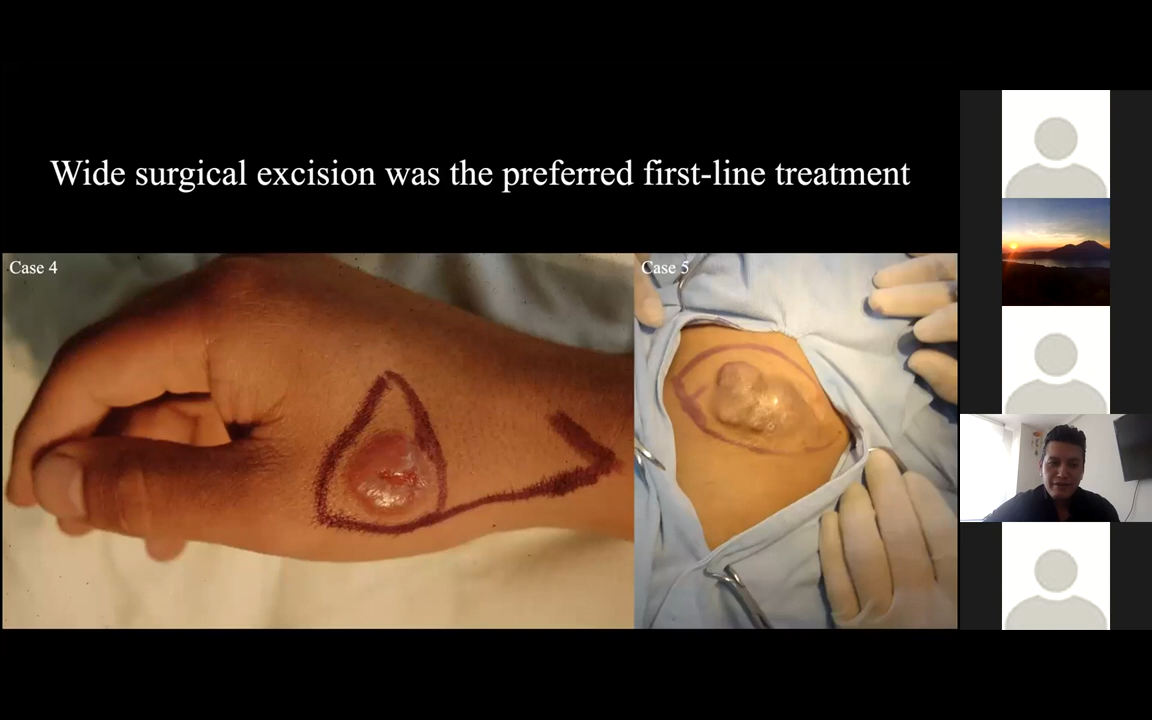 Wide surgical excision was the preferred first-line treatment
Case 4
Case 5